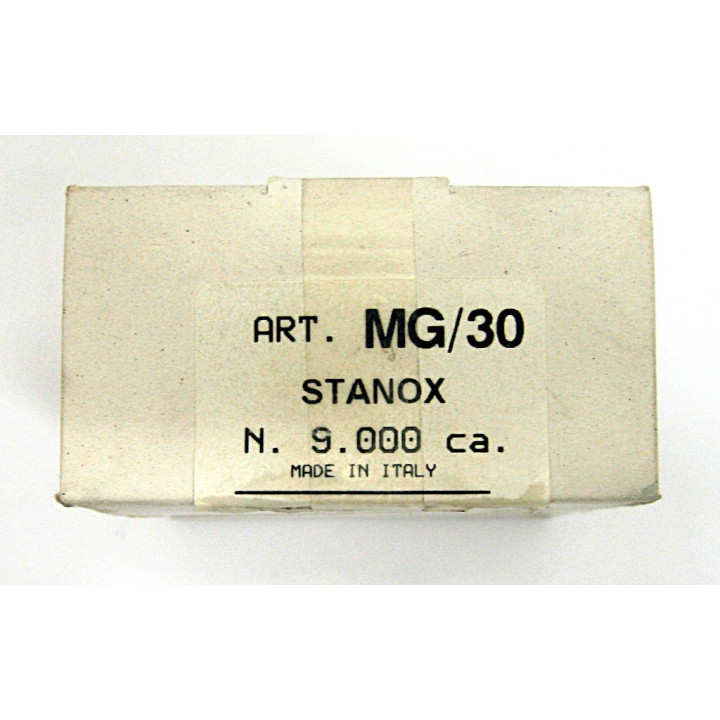 ART. MG/30
STANOX
N. 9.000 ca.
MADE IN ITALY